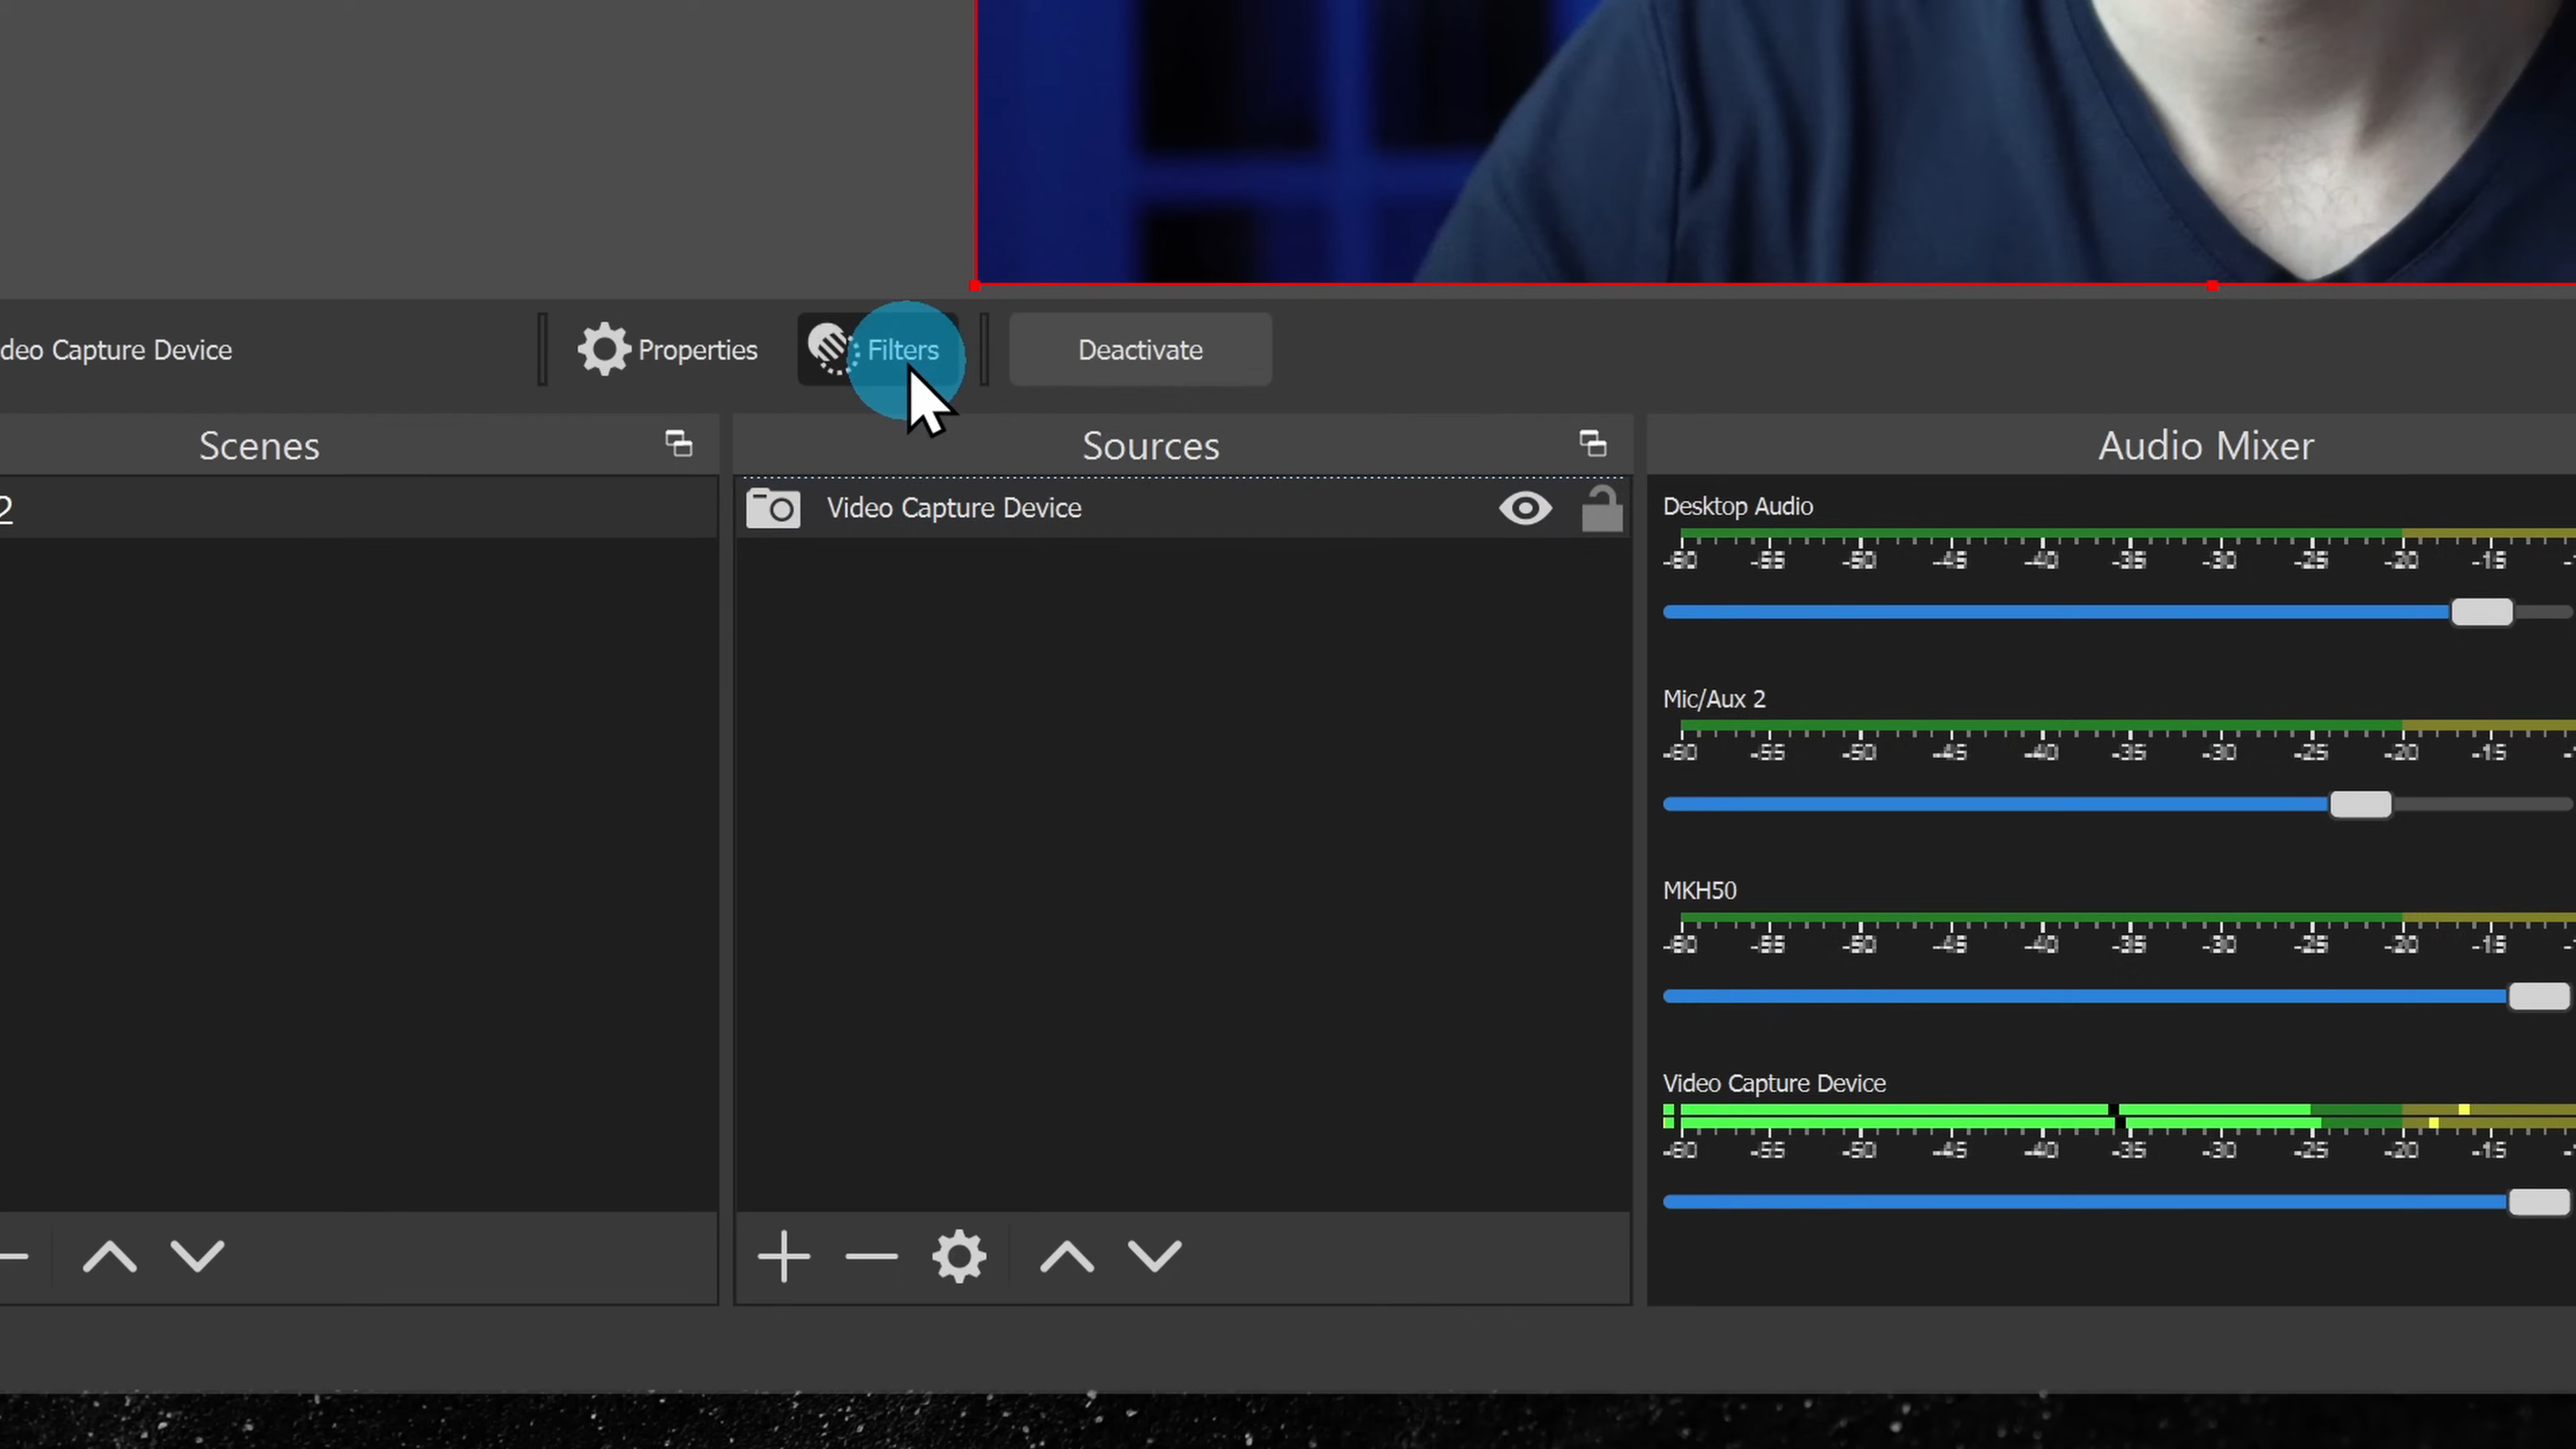 deo Capture Device
Properties
Filters
Deactivate
Scenes
Sources
Audio Mixer
2
Video Capture Device
Desktop Audio
-60 -55 -50 -45 -40 -35 -30 -25 -20 -15
Mic/Aux 2
-60 -55 -50 -45 -40 -35 -30 -25 -20 -15
MKH50
-60 -55 -50 -45 -40 -35 -30 -25 -20 -15
Video Capture Device
-60 -55 -50 -45 -40 -35 -30 -25 -20 -15